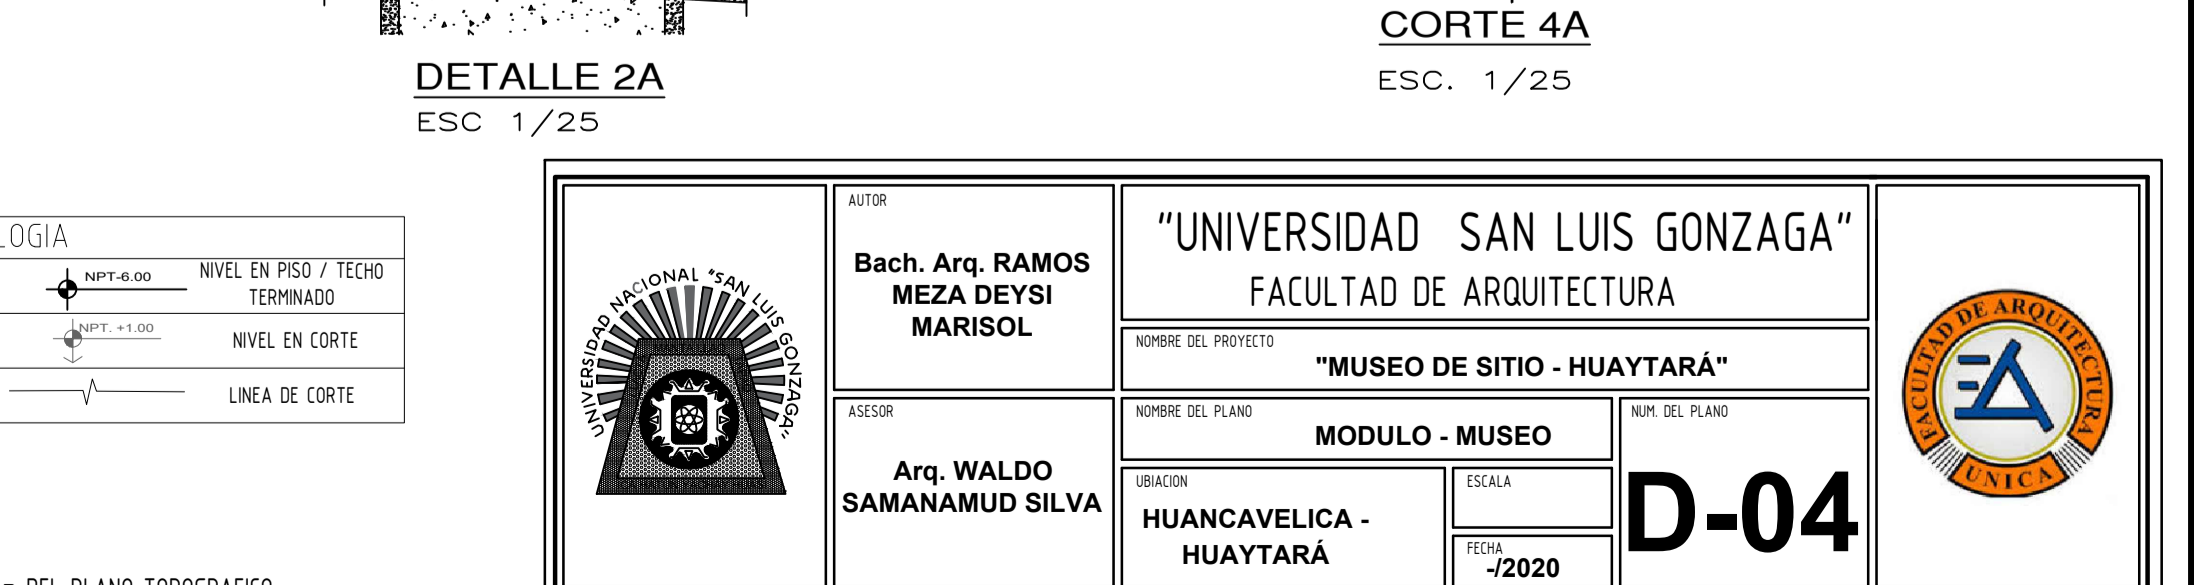 CORTE 4A
ESC. 1/25
DETALLE 2A
ESC 1/25
LOGIA
NPT-6.00
NIVEL EN PISO / TECHO
TERMINADO
NPT. +1.00
NIVEL EN CORTE
LINEA DE CORTE
DEL PLANO TOPOGRAFICO
UNIVERSIDAD NACIONAL "SAN LUIS GONZAGA"
AUTOR
Bach. Arq. RAMOS
MEZA DEYSI
MARISOL
ASESOR
Arq. WALDO
SAMANAMUD SILVA
"UNIVERSIDAD SAN LUIS GONZAGA"
FACULTAD DE ARQUITECTURA
NOMBRE DEL PROYECTO
"MUSEO DE SITIO - HUAYTARÁ"
NOMBRE DEL PLANO
MODULO - MUSEO
UBIACION
HUANCAVELICA -
HUAYTARÁ
ESCALA
FECHA
-/2020
NUM. DEL PLANO
D-04
FACULTAD DE ARQUITECTURA
UNICA